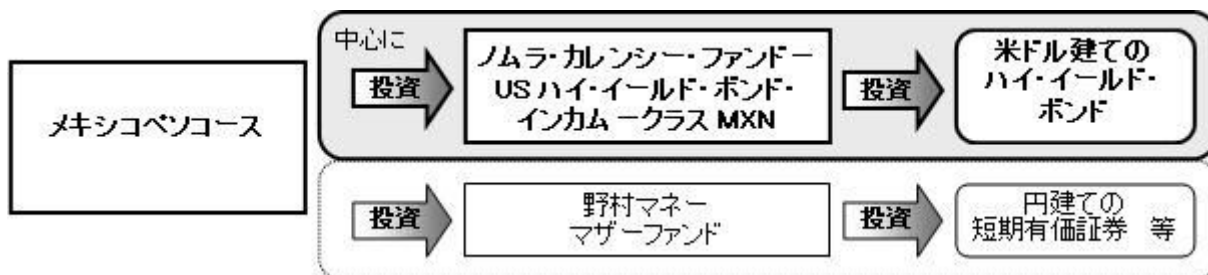 メキシコペソコース
中心に
投資
ノムラ・カレンシー・ファンドー
USハイ・イールド・ボンド・
インカム ークラス MXN
投資
米ドル建ての
ハイ・イールド・
ボンド
投資
野村マネー
マザーファンド
投資
円建ての
短期有価証券 等